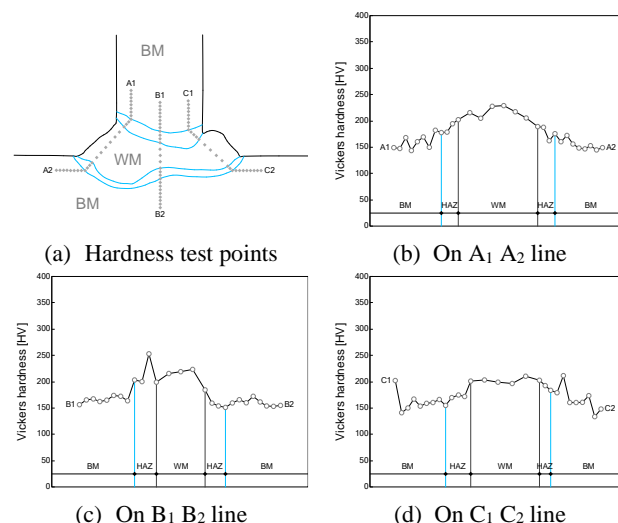 BM
A1
B1
C1
WM
A2
C2
BM
B2
(a) Hardness test points
Vickers hardness [HV]
400
350
300
250
200
150
100
50
0
A1
A2
BM
HAZ
WM
HAZ
BM
(b) On A₁ A₂ line
Vickers hardness [HV]
400
350
300
250
200
150
100
50
0
B1
B2
BM
HAZ
WM
HAZ
BM
(c) On B₁ B₂ line
Vickers hardness [HV]
400
350
300
250
200
150
100
50
0
C1
C2
BM
HAZ
WM
HAZ
BM
(d) On C₁ C₂ line